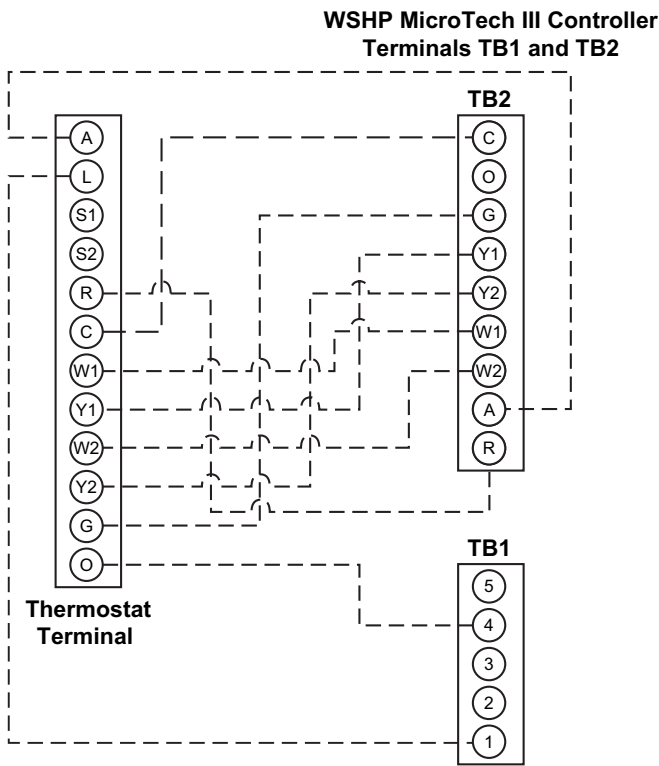 WSHP MicroTech III Controller
Terminals TB1 and TB2
TB2
A
L
S1
S2
R
C
W1
Y1
W2
Y2
G
O
Thermostat
Terminal
C
O
G
Y1
Y2
W1
W2
A
R
TB1
5
4
3
2
1